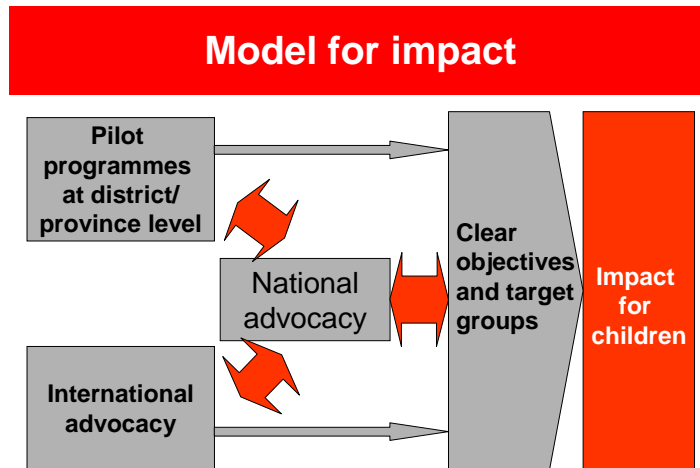 Model for impact
Pilot
programmes
at district/
province level
National
advocacy
International
advocacy
Clear
objectives
and target
groups
Impact
for
children